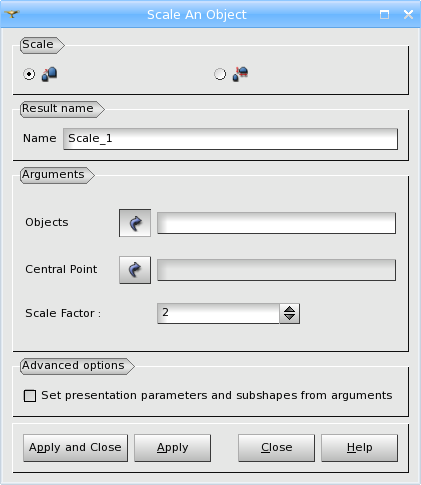 Scale An Object
Scale
Result name
Name Scale_1
Arguments
Objects
Central Point
Scale Factor : 2
Advanced options
Set presentation parameters and subshapes from arguments
Apply and Close Apply Close Help